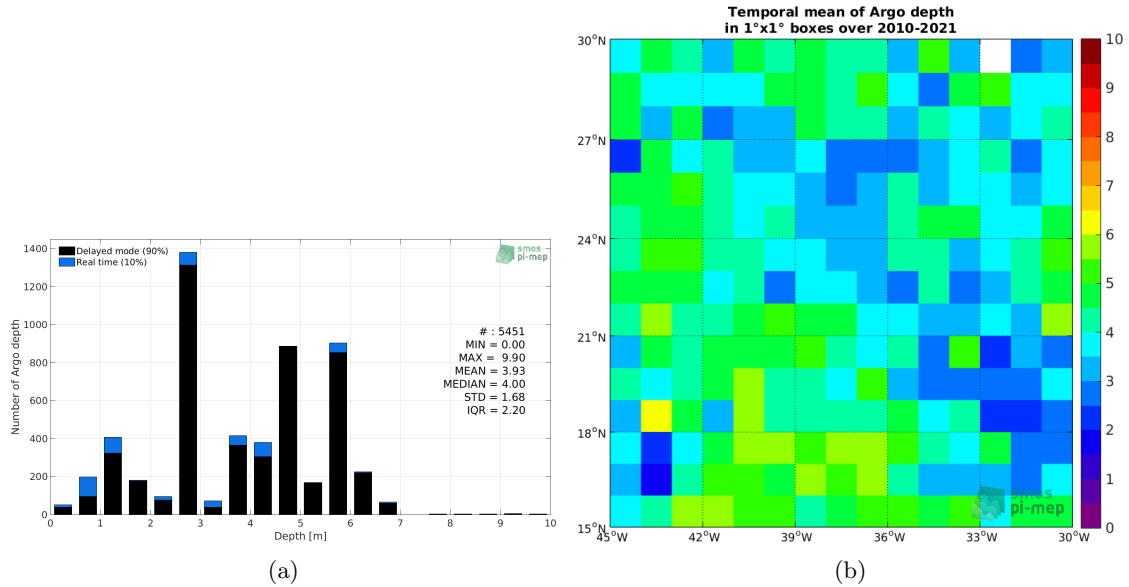 1400
1200
1000
800
600
400
200
0
Number of Argo depth
Delayed mode (90%)
Real time (10%)
smos
pi-mep
# : 5451
MIN = 0.00
MAX = 9.90
MEAN = 3.93
MEDIAN = 4.00
STD = 1.68
IQR = 2.20
0 1 2 3 4 5 6 7 8 9 10
Depth [m]
(a)
Temporal mean of Argo depth
in 1°x1° boxes over 2010-2021
30°N
27°N
24°N
21°N
18°N
15°N
45°W 42°W 39°W 36°W 33°W 30°W
smos
pi-mep
10
9
8
7
6
5
4
3
2
1
0
(b)